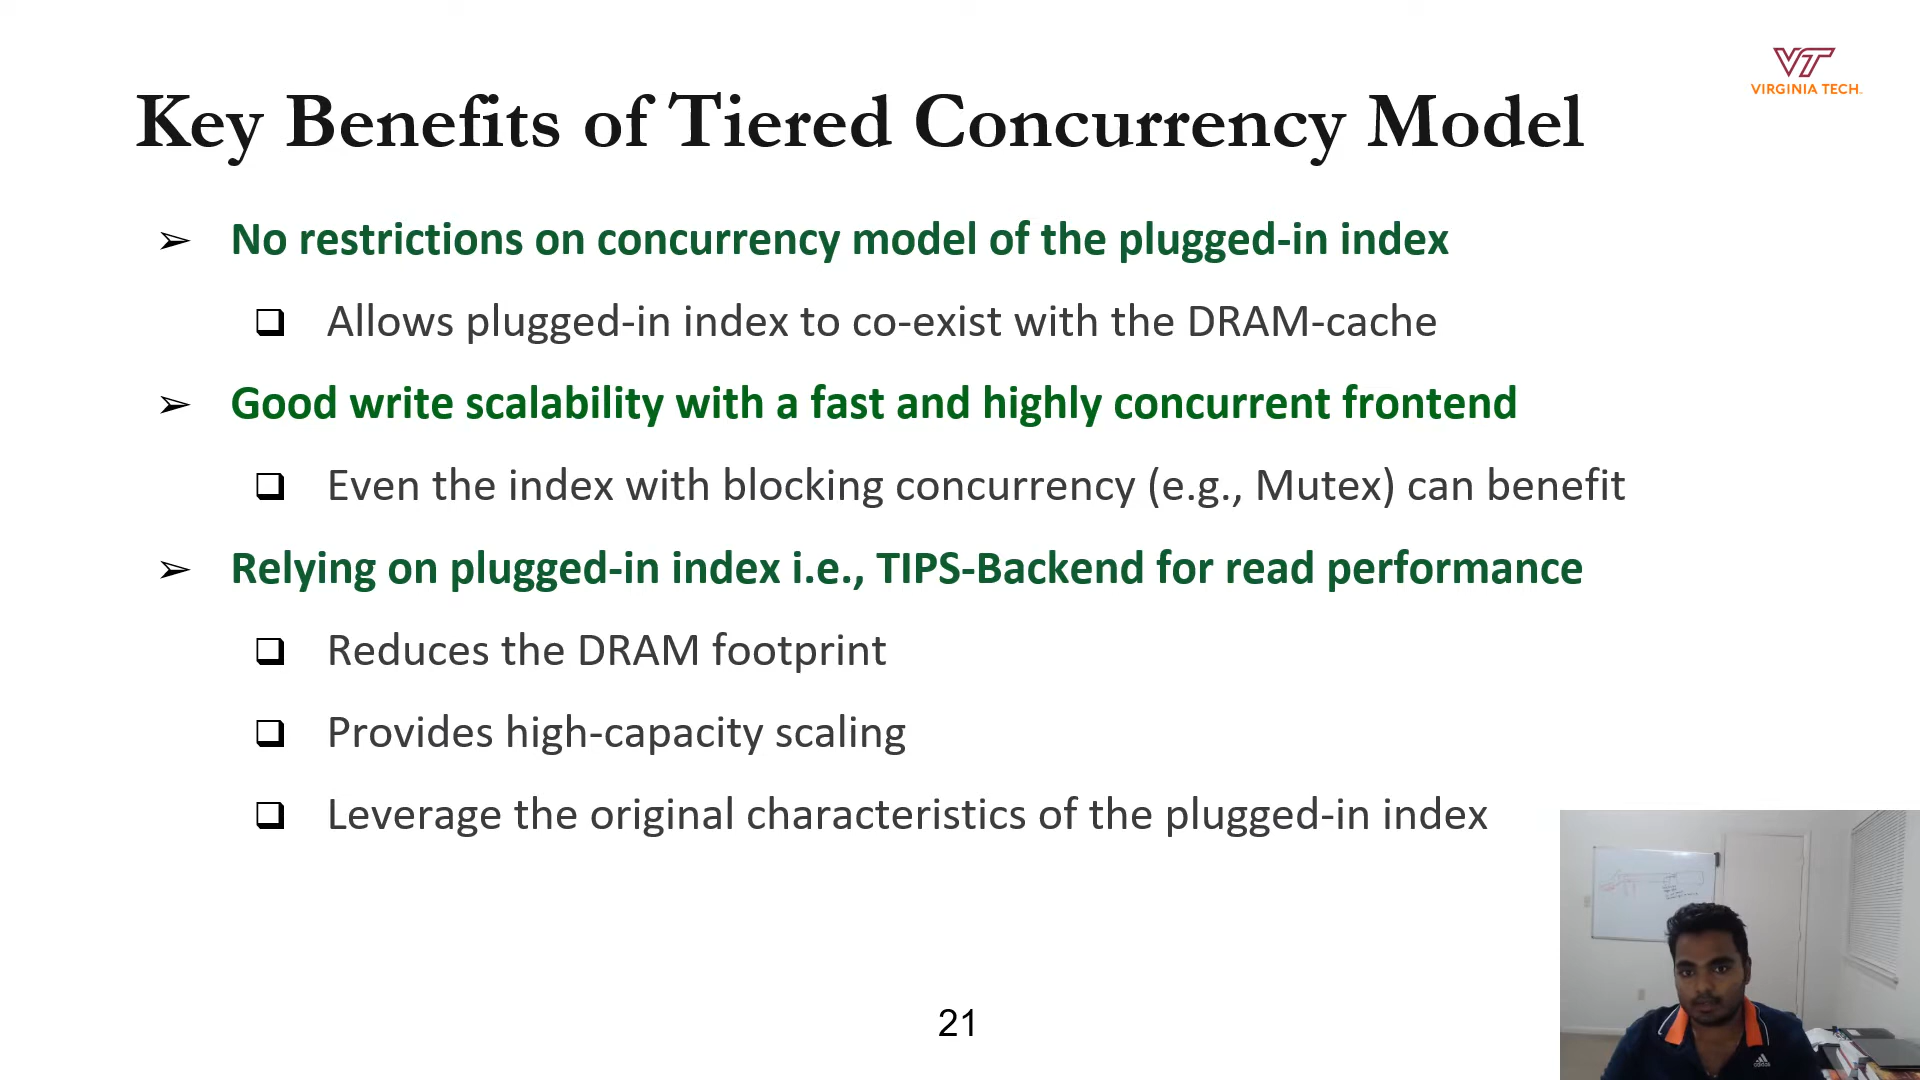 VT
VIRGINIA TECH.
Key Benefits of Tiered Concurrency Model
No restrictions on concurrency model of the plugged-in index
Allows plugged-in index to co-exist with the DRAM-cache
Good write scalability with a fast and highly concurrent frontend
Even the index with blocking concurrency (e.g., Mutex) can benefit
Relying on plugged-in index i.e., TIPS-Backend for read performance
Reduces the DRAM footprint
Provides high-capacity scaling
Leverage the original characteristics of the plugged-in index
21
adidas